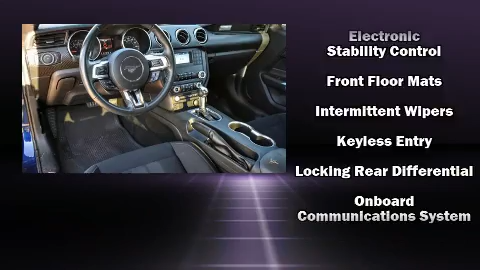 Electronic
Stability Control
Front Floor Mats
Intermittent Wipers
Keyless Entry
Locking Rear Differential
Onboard
Communications System